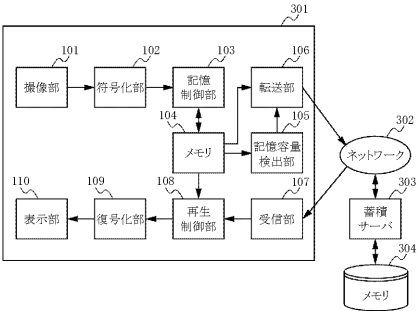 301
101
102
103
106
撮像部
符号化部
記憶
制御部
転送部
104
105
302
メモリ
記憶容量
検出部
ネットワーク
110
109
108
107
303
表示部
復号化部
再生
制御部
受信部
蓄積
サーバ
304
メモリ